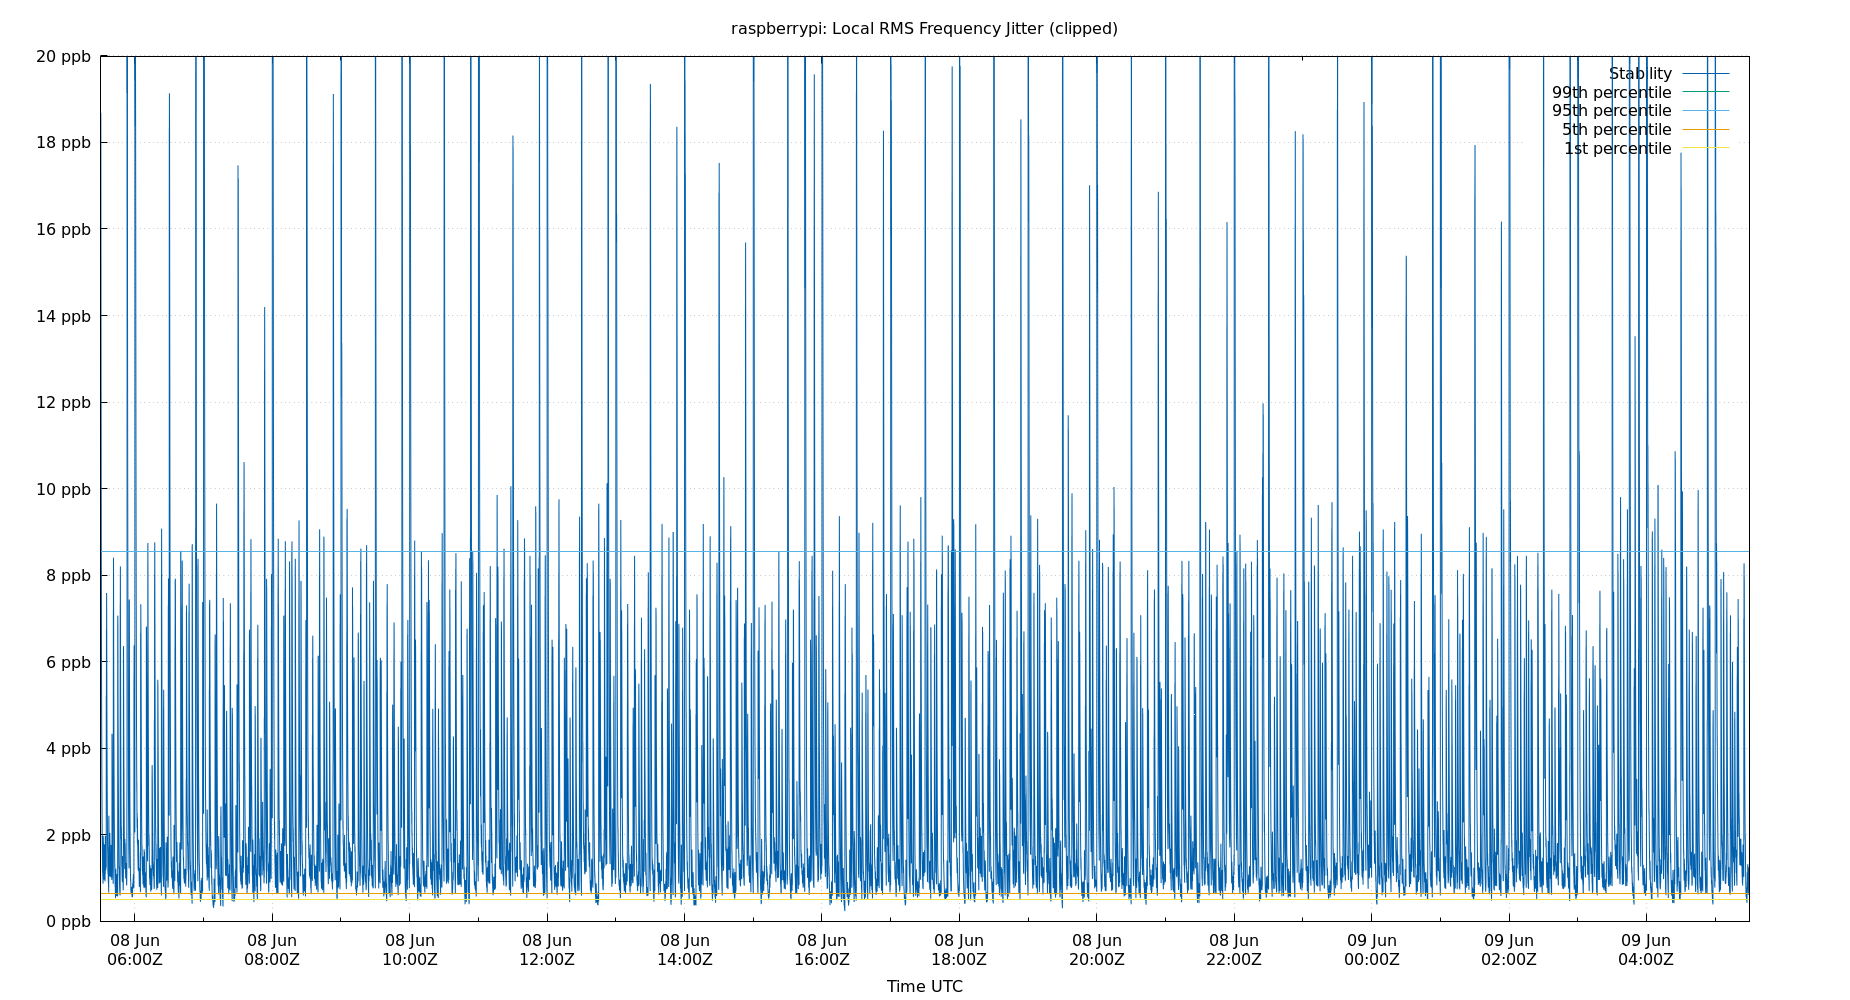 raspberrypi: Local RMS Frequency Jitter (clipped)
20 ppb
18 ppb
16 ppb
14 ppb
12 ppb
10 ppb
8 ppb
6 ppb
4 ppb
2 ppb
0 ppb
Stability
99th percentile
95th percentile
5th percentile
1st percentile
08 Jun 08 Jun 08 Jun 08 Jun 08 Jun 08 Jun 08 Jun 08 Jun 08 Jun 09 Jun 09 Jun 09 Jun
06:00Z 08:00Z 10:00Z 12:00Z 14:00Z 16:00Z 18:00Z 20:00Z 22:00Z 00:00Z 02:00Z 04:00Z
Time UTC